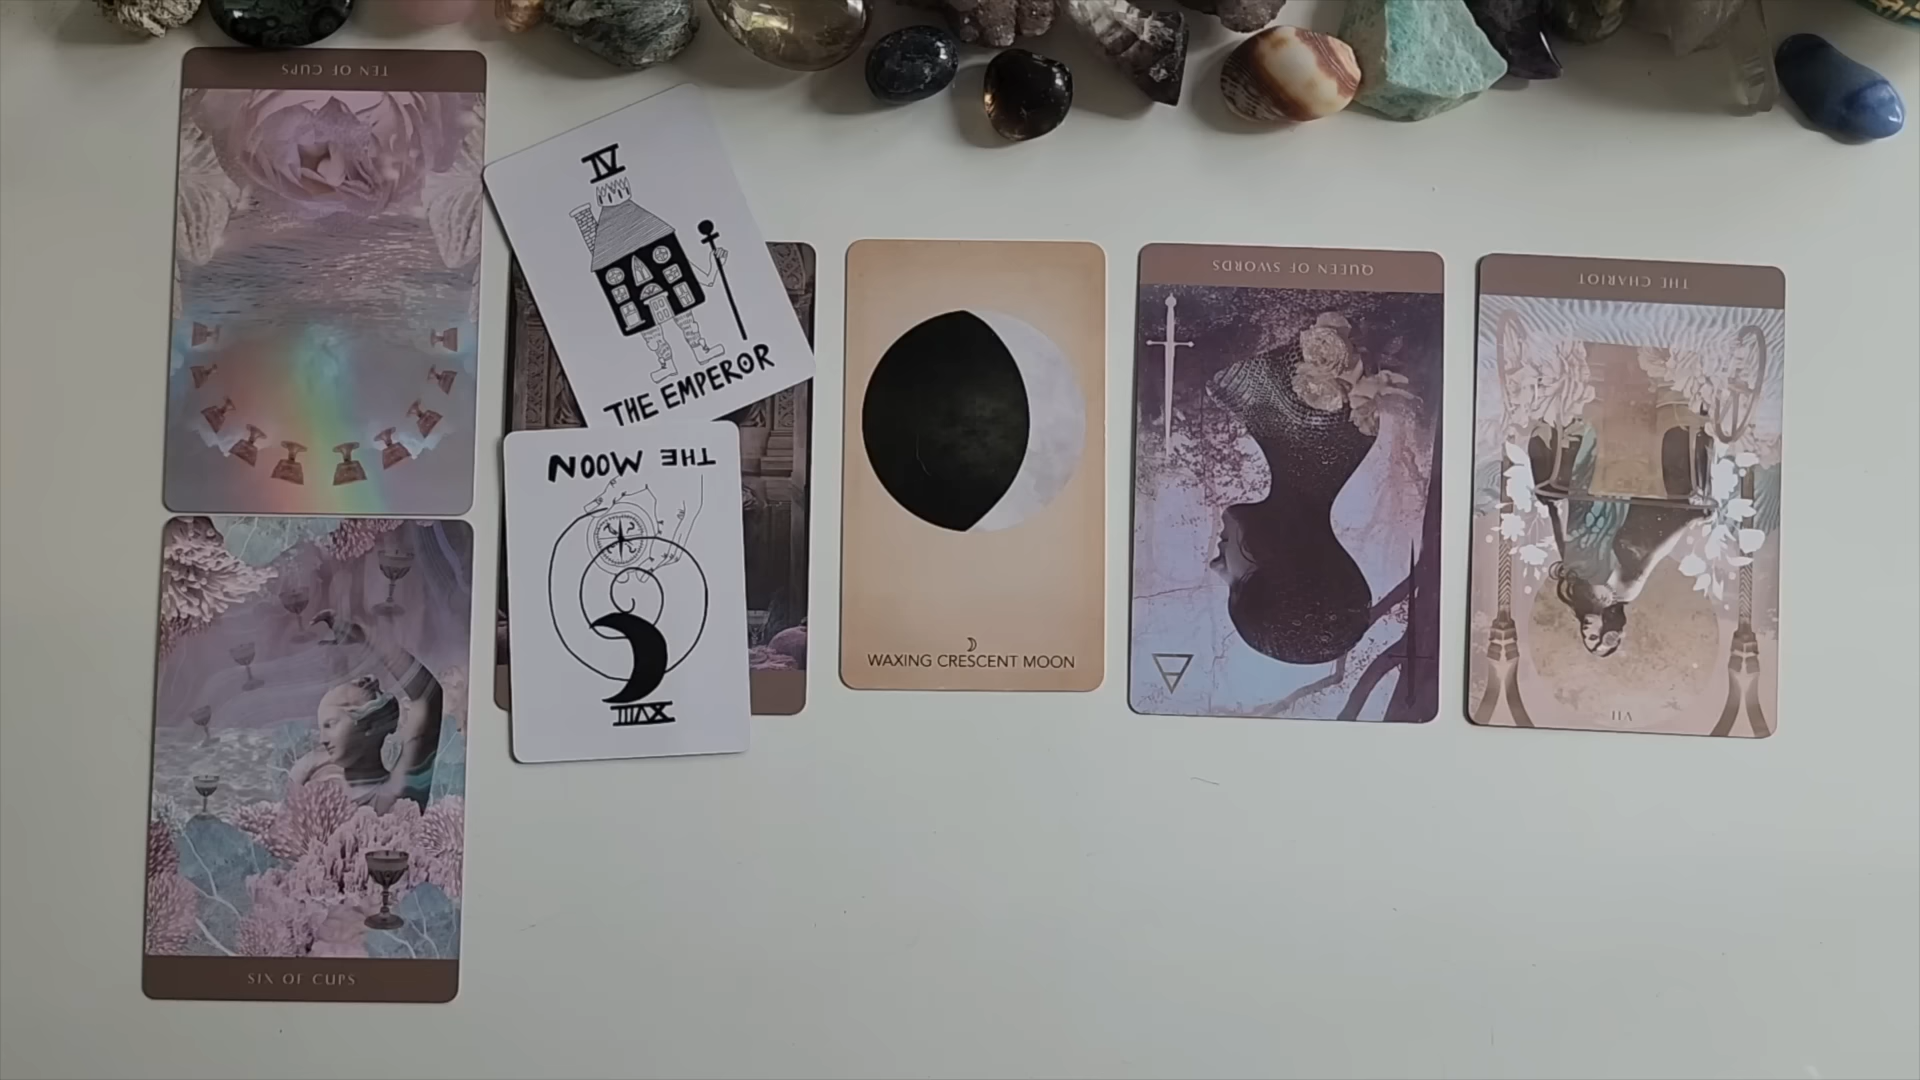 TEN OF CUPS
SIX OF CUPS
IV
THE EMPEROR
THE MOON
XVIII
WAXING CRESCENT MOON
QUEEN OF SWORDS
THE CHARIOT
VII